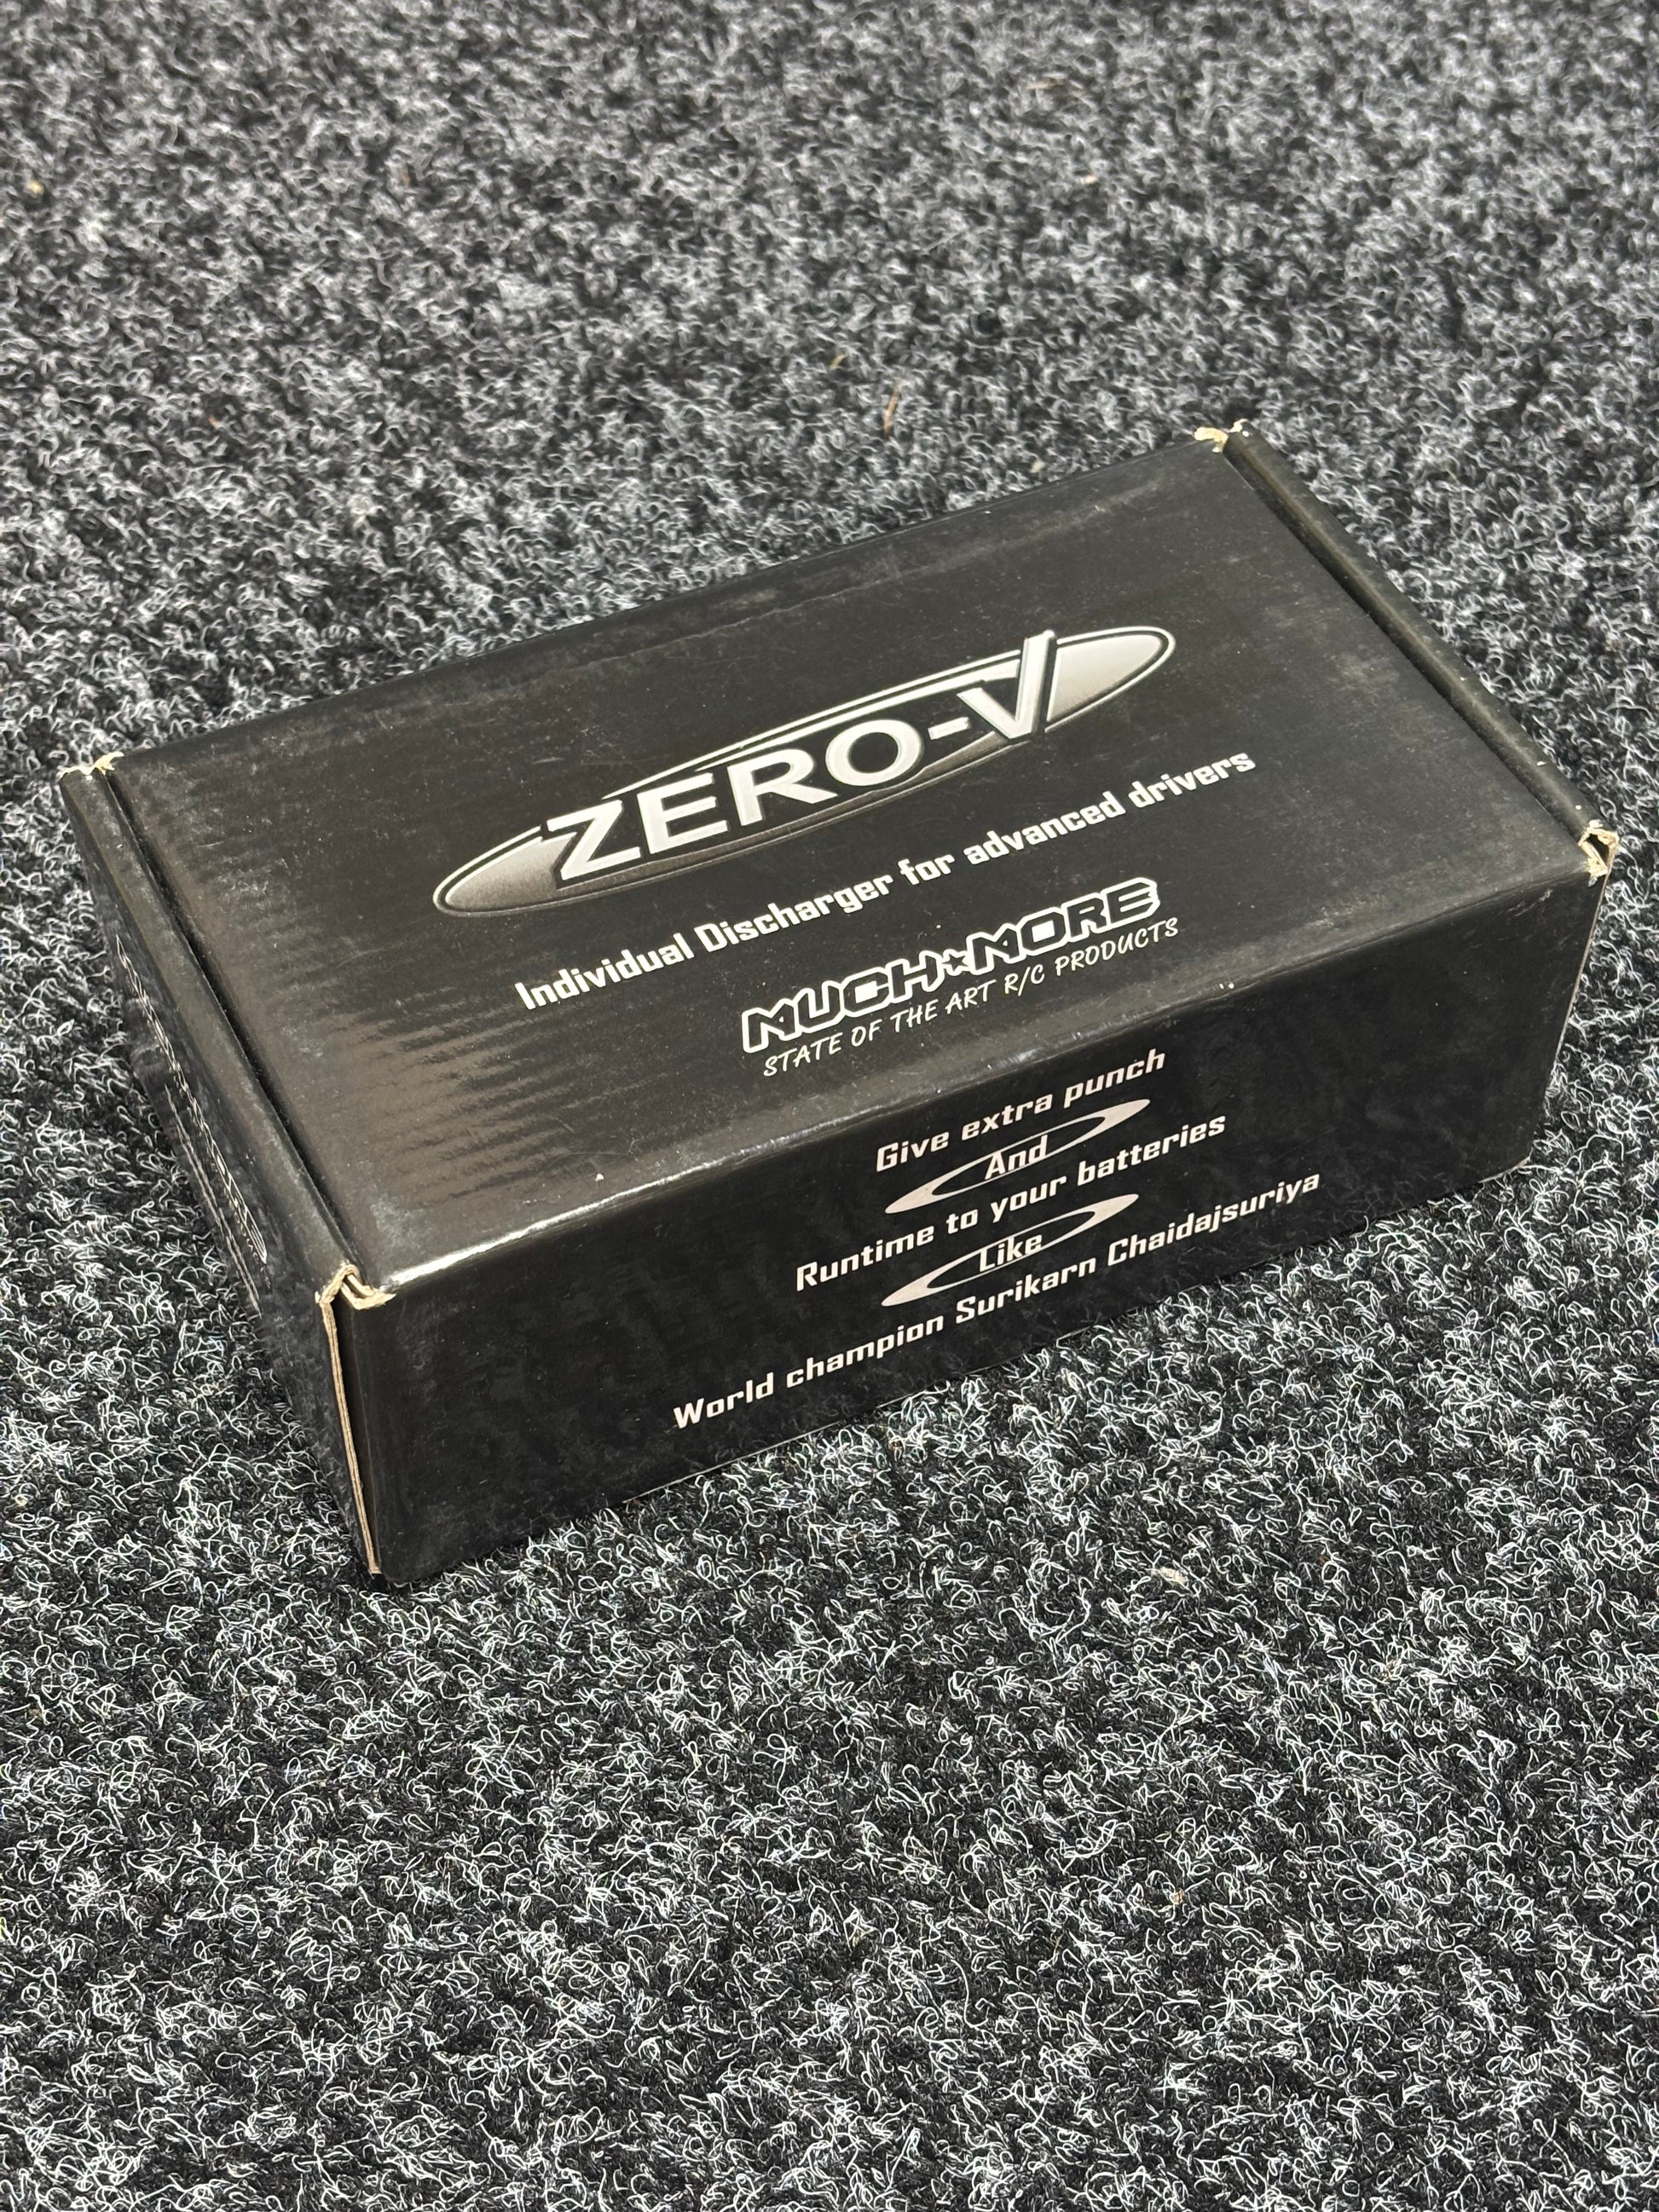 ZERO-V
Individual Discharger for advanced drivers
MUCH★MORE
STATE OF THE ART R/C PRODUCTS
Give extra punch
And
Runtime to your batteries
Like
World champion Surikarn Chaidajsuriya